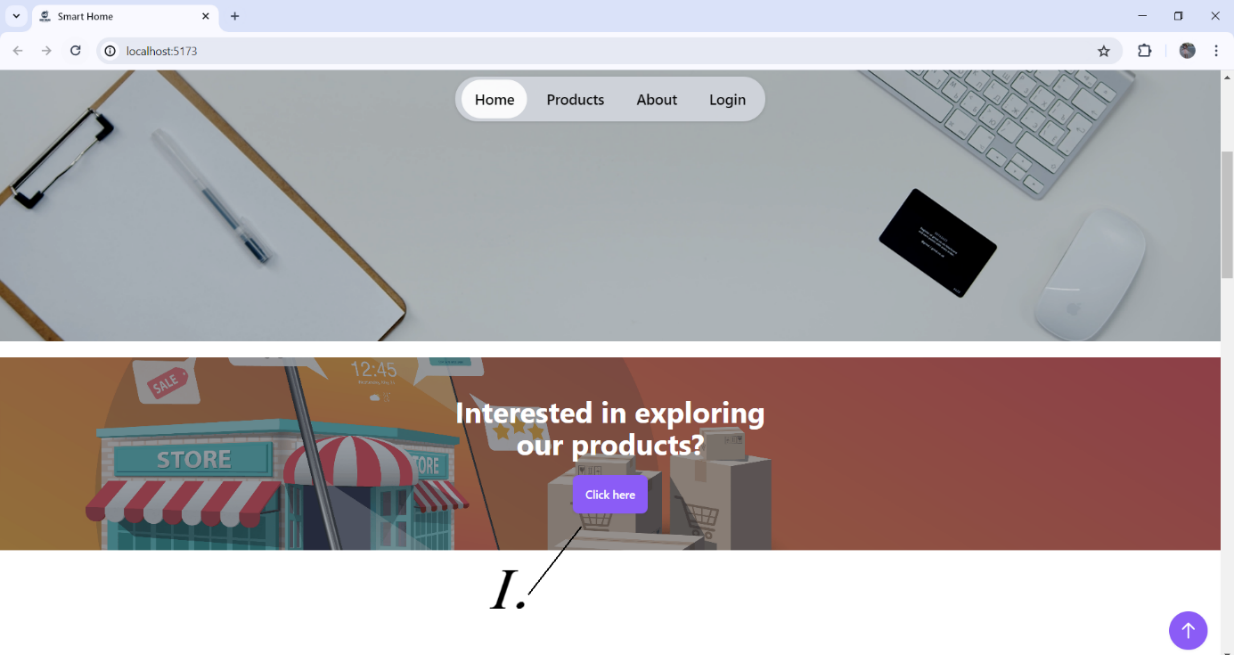 Smart Home
localhost:5173
Home Products About Login
SALE
12:45
STORE
STORE
Interested in exploring
our products?
Click here
I.